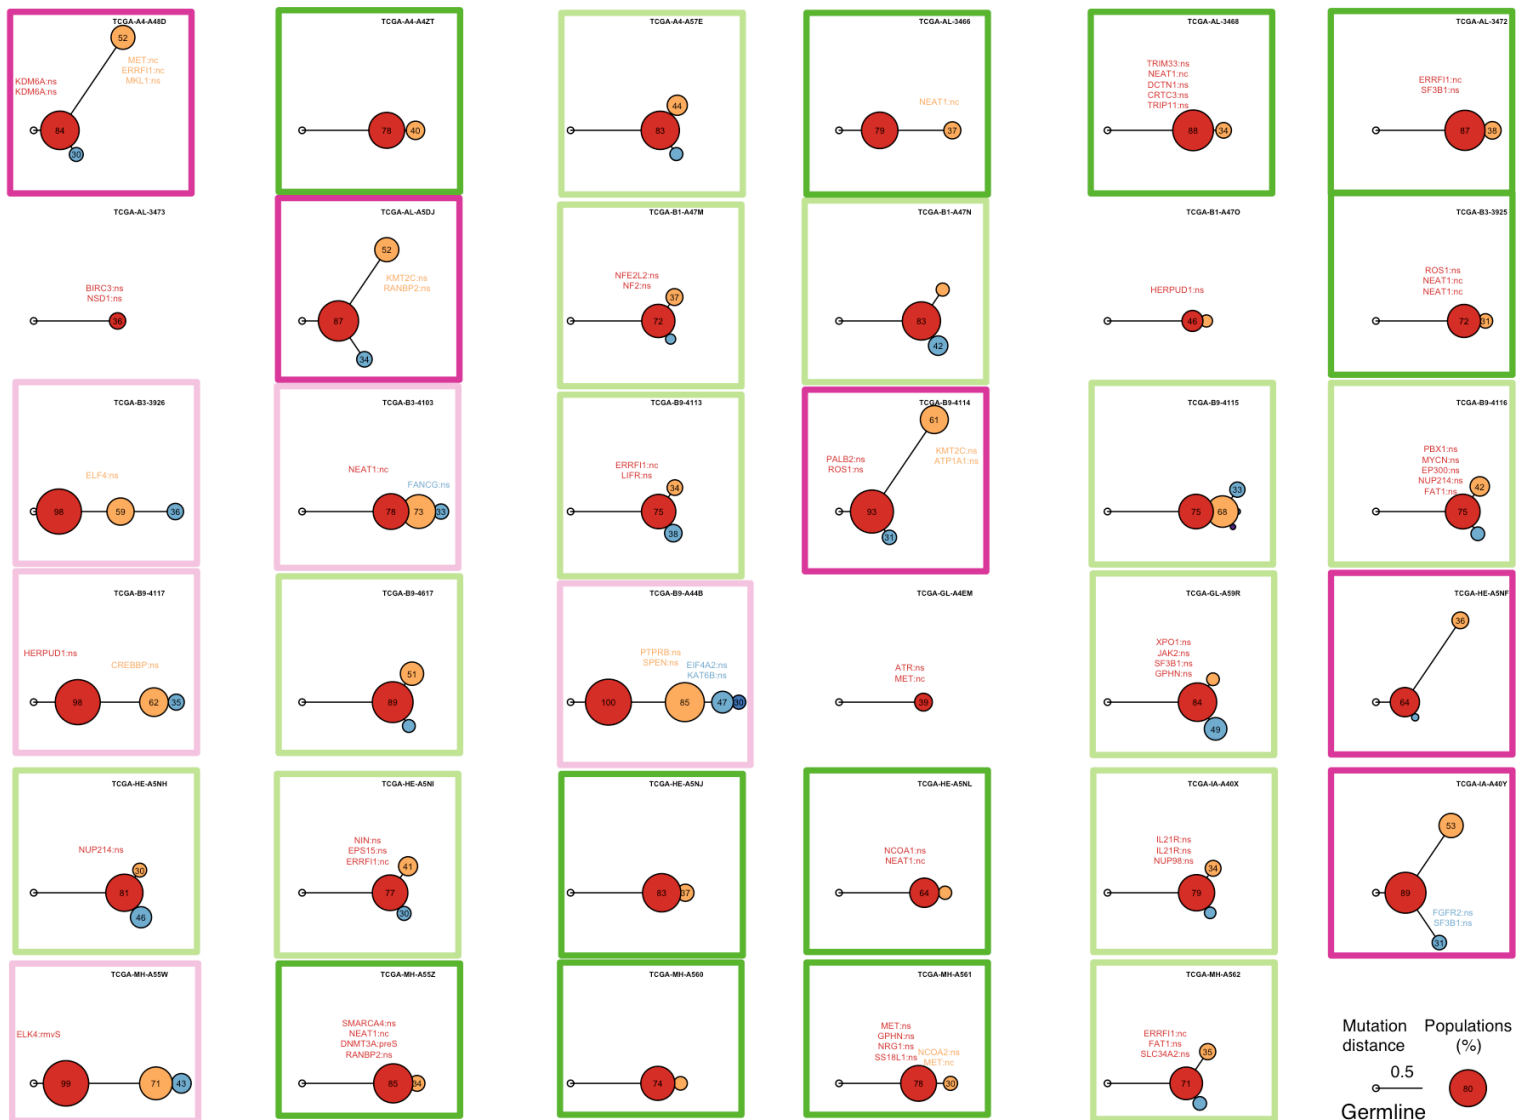 TCGA-A4-A48D
52
MET:nc
ERRFI1:nc
MKL1:ns
KDM6A:ns
KDM6A:ns
84
30
TCGA-A4-A4ZT
78
40
TCGA-A4-A57E
44
83
TCGA-AL-3466
NEAT1:nc
79
37
TCGA-AL-3468
TRIM33:ns
NEAT1:nc
DCTN1:ns
CRTC3:ns
TRIP11:ns
88
34
TCGA-AL-3472
ERRFI1:nc
SF3B1:ns
87
38
TCGA-AL-3473
BIRC3:ns
NSD1:ns
36
TCGA-AL-A5DJ
52
KMT2C:ns
RANBP2:ns
87
34
TCGA-B1-A47M
NFE2L2:ns
NF2:ns
37
72
TCGA-B1-A47N
83
42
TCGA-B1-A47O
HERPUD1:ns
46
TCGA-B3-3925
ROS1:ns
NEAT1:nc
NEAT1:nc
72
31
TCGA-B3-3926
ELF4:ns
98
59
36
TCGA-B3-4103
NEAT1:nc
FANCG:ns
78
73
33
TCGA-B9-4113
ERRFI1:nc
LIFR:ns
34
75
38
TCGA-B9-4114
61
KMT2C:ns
ATP1A1:ns
PALB2:ns
ROS1:ns
93
31
TCGA-B9-4115
33
75
68
TCGA-B9-4116
PBX1:ns
MYCN:ns
EP300:ns
NUP214:ns
FAT1:ns
42
75
TCGA-B9-4117
HERPUD1:ns
CREBBP:ns
98
62
35
TCGA-B9-4617
51
89
TCGA-B9-A44B
PTPRB:ns
SPEN:ns
EIF4A2:ns
KAT6B:ns
100
85
47
30
TCGA-GL-A4EM
ATR:ns
MET:nc
39
TCGA-GL-A59R
XPO1:ns
JAK2:ns
SF3B1:ns
GPHN:ns
84
49
TCGA-HE-A5NF
36
64
TCGA-HE-A5NH
NUP214:ns
30
81
46
TCGA-HE-A5NI
NIN:ns
EPS15:ns
ERRFI1:nc
41
77
30
TCGA-HE-A5NJ
83
37
TCGA-HE-A5NL
NCOA1:ns
NEAT1:nc
64
TCGA-IA-A40X
IL21R:ns
IL21R:ns
NUP98:ns
34
79
TCGA-IA-A40Y
53
89
FGFR2:ns
SF3B1:ns
31
TCGA-MH-A55W
ELK4:rmvS
99
71
43
TCGA-MH-A55Z
SMARCA4:ns
NEAT1:nc
DNMT3A:preS
RANBP2:ns
85
34
TCGA-MH-A560
74
TCGA-MH-A561
MET:ns
GPHN:ns
NRG1:ns
SS18L1:ns
NCOA2:ns
MET:nc
78
30
TCGA-MH-A562
ERRFI1:nc
FAT1:ns
SLC34A2:ns
35
71
Mutation distance
Populations (%)
0.5
80
Germline